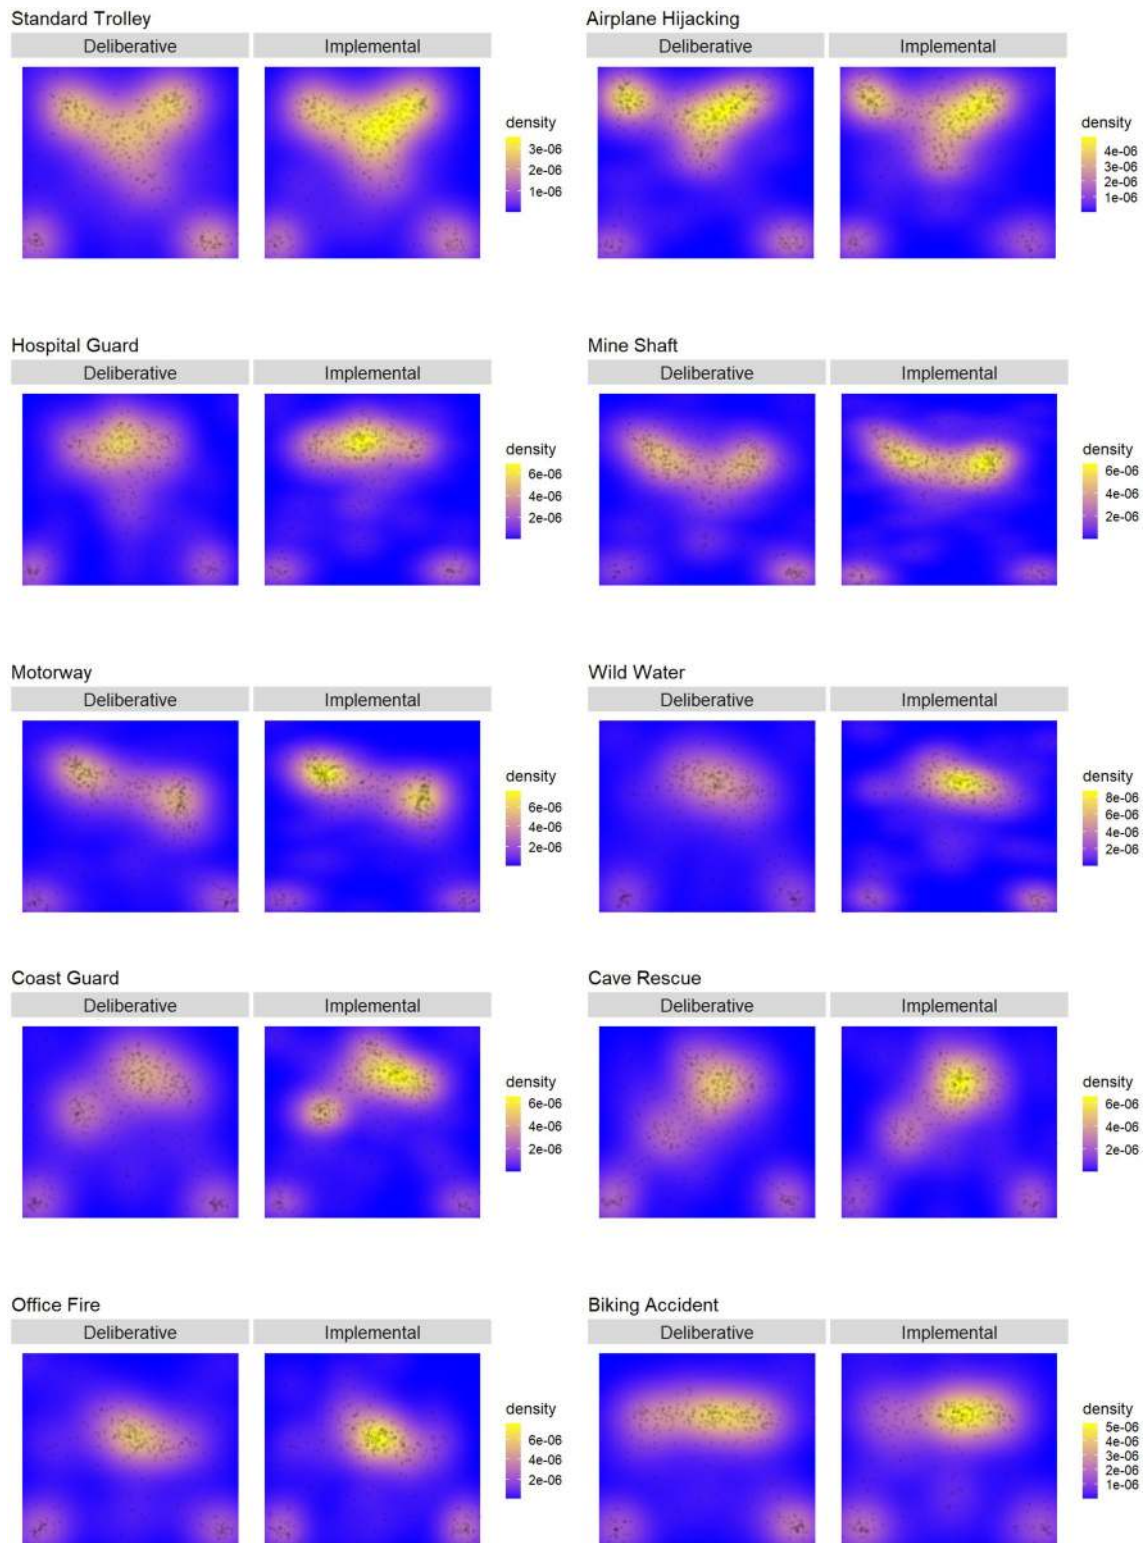 Standard Trolley
Deliberative
Implemental
density
3e-06
2e-06
1e-06
Airplane Hijacking
Deliberative
Implemental
density
4e-06
3e-06
2e-06
1e-06
Hospital Guard
Deliberative
Implemental
density
6e-06
4e-06
2e-06
Mine Shaft
Deliberative
Implemental
density
6e-06
4e-06
2e-06
Motorway
Deliberative
Implemental
density
6e-06
4e-06
2e-06
Wild Water
Deliberative
Implemental
density
8e-06
6e-06
4e-06
2e-06
Coast Guard
Deliberative
Implemental
density
6e-06
4e-06
2e-06
Cave Rescue
Deliberative
Implemental
density
6e-06
4e-06
2e-06
Office Fire
Deliberative
Implemental
density
6e-06
4e-06
2e-06
Biking Accident
Deliberative
Implemental
density
5e-06
4e-06
3e-06
2e-06
1e-06